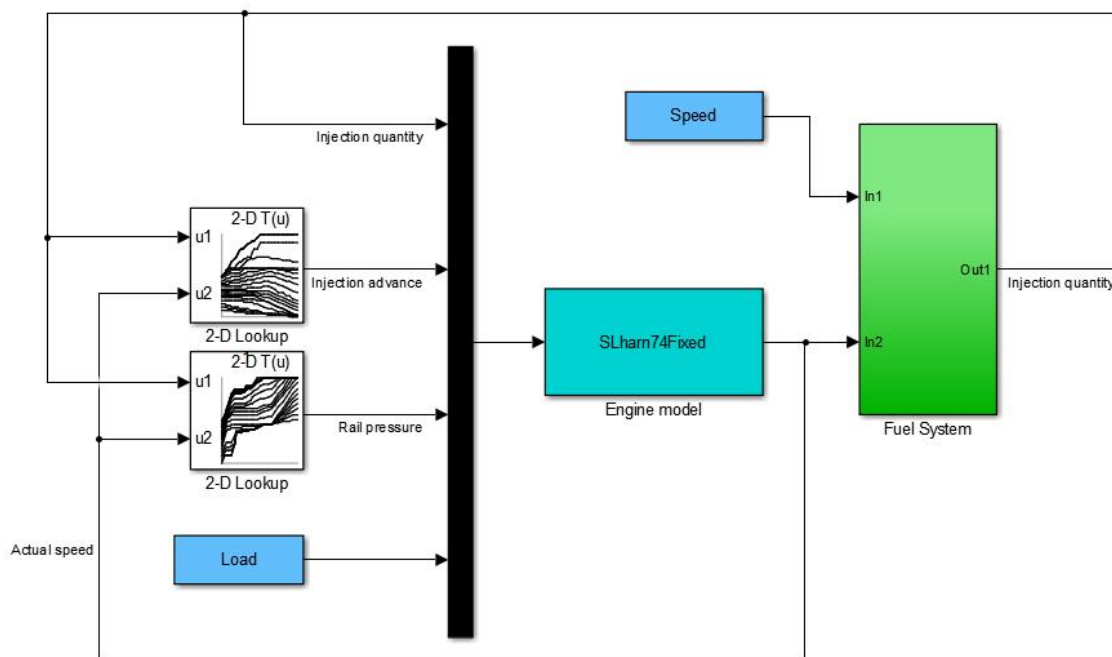 Injection quantity
Speed
2-D T(u)
u1
u2
Injection advance
2-D Lookup
In1
Out1
Injection quantity
In2
SLharn74Fixed
Engine model
Fuel System
2-D T(u)
u1
u2
Rail pressure
2-D Lookup
Actual speed
Load